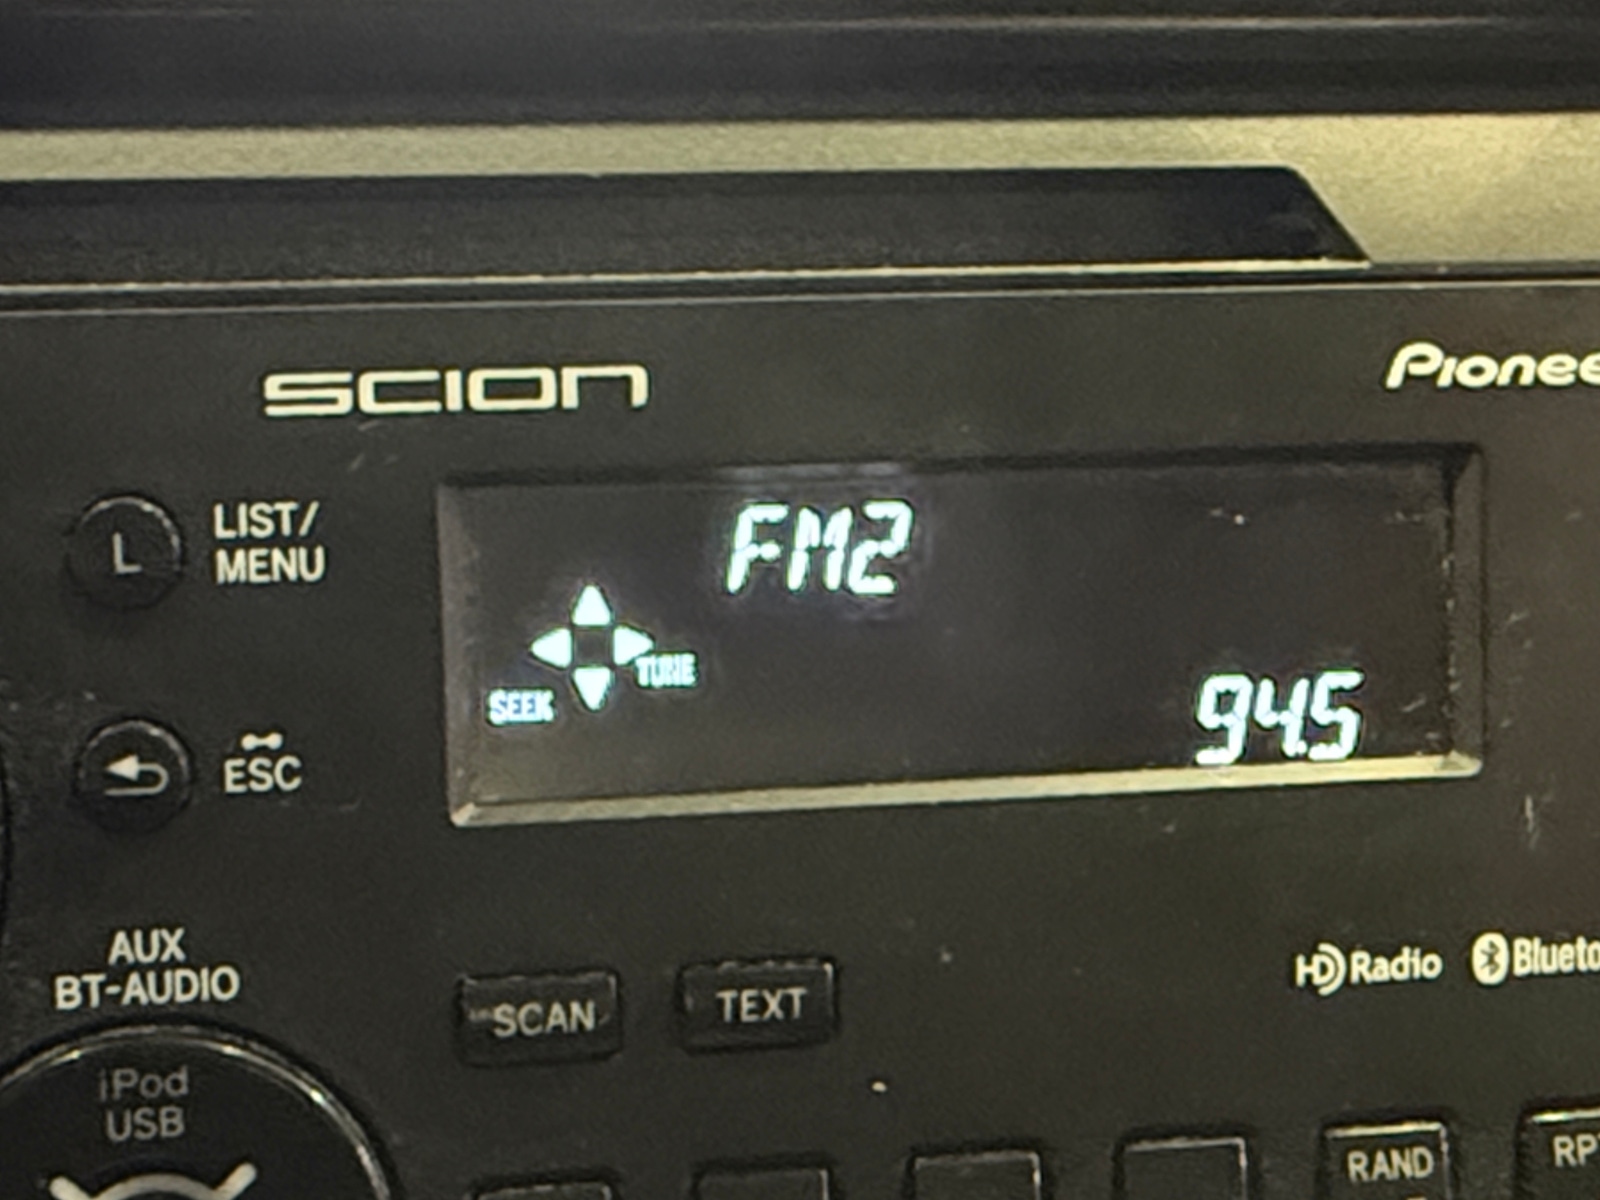 SCION
Pionee
L
LIST/
MENU
FM2
TUNE
SEEK
94.5
ESC
AUX
BT-AUDIO
HD Radio
Blueto
SCAN
TEXT
iPod
USB
RAND
RPT